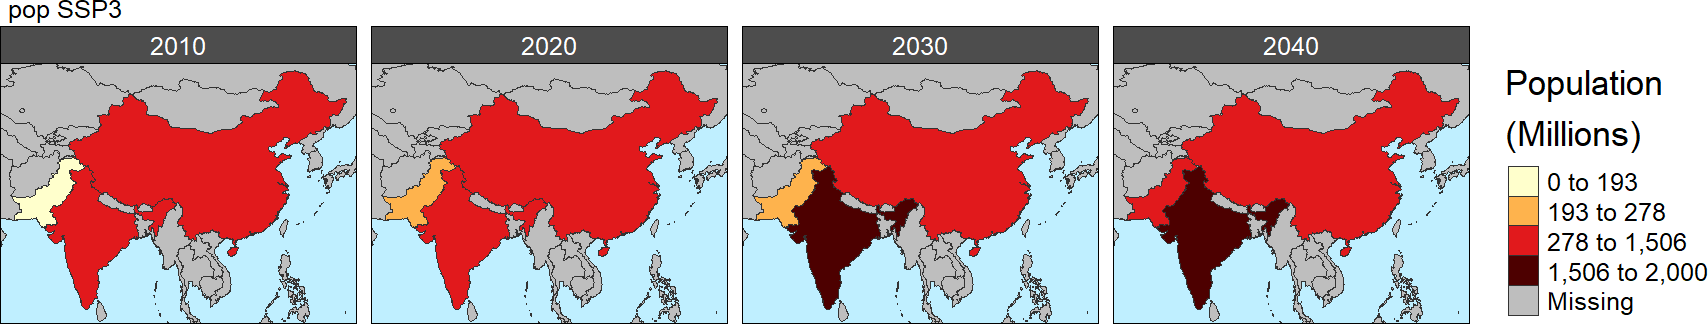 pop SSP3
2010
2020
2030
2040
Population
(Millions)
0 to 193
193 to 278
278 to 1,506
1,506 to 2,000
Missing